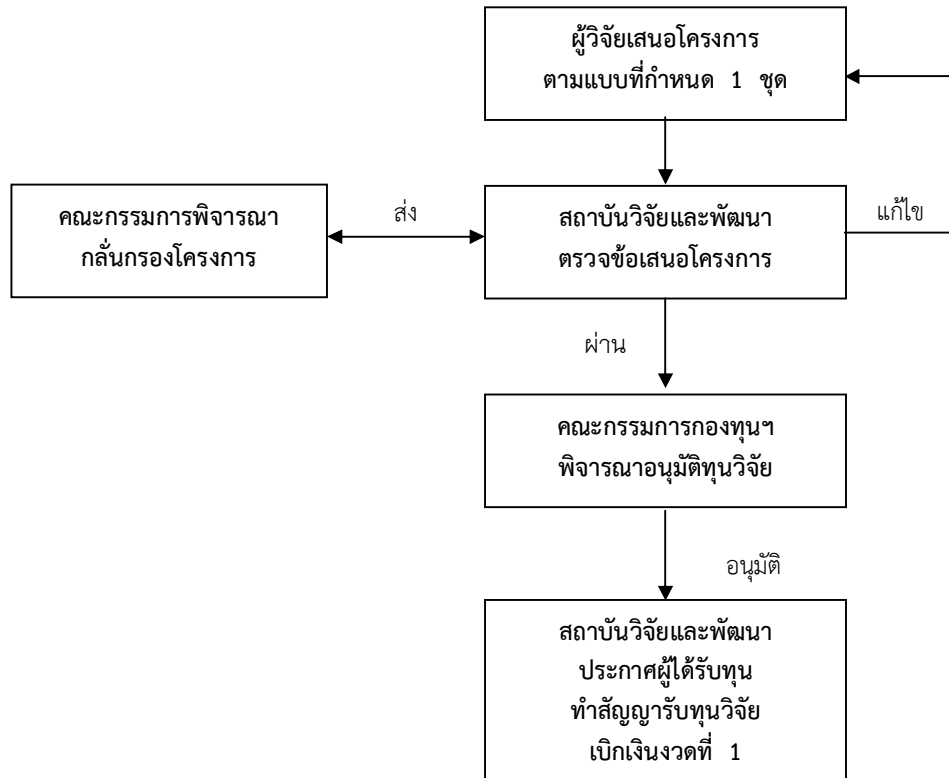 ผู้วิจัยเสนอโครงการ
ตามแบบที่กำหนด 1 ชุด
คณะกรรมการพิจารณา
กลั่นกรองโครงการ
ส่ง
สถาบันวิจัยและพัฒนา
ตรวจข้อเสนอโครงการ
แก้ไข
ผ่าน
คณะกรรมการกองทุนฯ
พิจารณาอนุมัติทุนวิจัย
อนุมัติ
สถาบันวิจัยและพัฒนา
ประกาศผู้ได้รับทุน
ทำสัญญารับทุนวิจัย
เบิกเงินงวดที่ 1